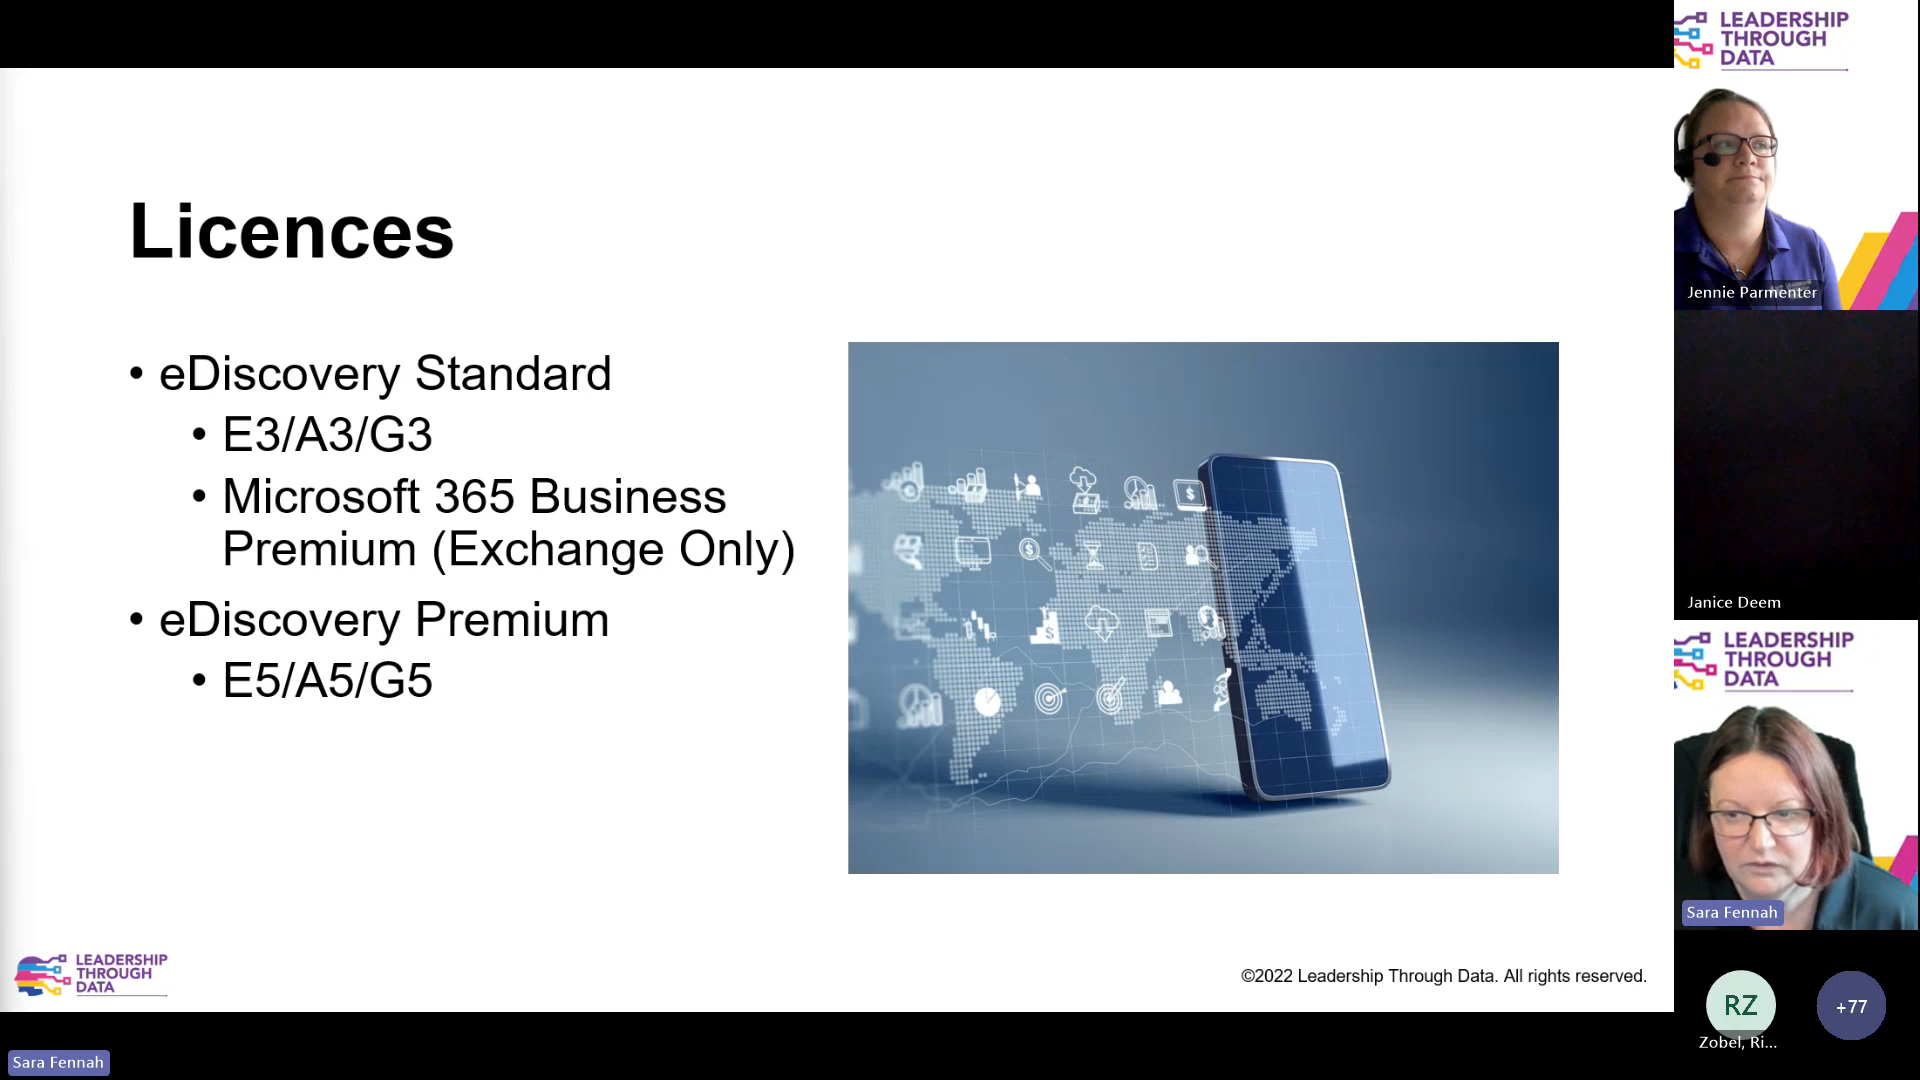 Licences
• eDiscovery Standard
• E3/A3/G3
• Microsoft 365 Business
Premium (Exchange Only)
• eDiscovery Premium
• E5/A5/G5
LEADERSHIP
THROUGH
DATA
©2022 Leadership Through Data. All rights reserved.
Sara Fennah
LEADERSHIP
THROUGH
DATA
Jennie Parmenter
Janice Deem
LEADERSHIP
THROUGH
DATA
Sara Fennah
RZ
Zobel, Ri...
+77